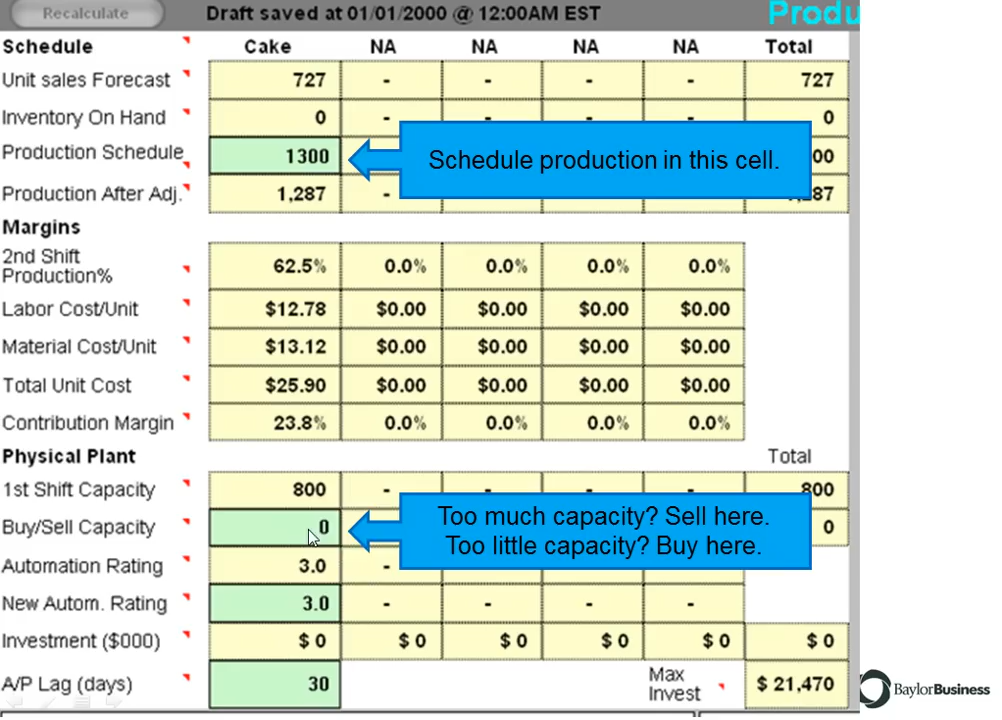 Recalculate Draft saved at 01/01/2000 @ 12:00AM EST Produ
Schedule Cake NA NA NA NA Total
Unit sales Forecast 727 - - - - 727
Inventory On Hand 0 - - - - 0
Production Schedule 1300 Schedule production in this cell. 00
Production After Adj. 1,287 - 1,287
Margins
2nd Shift
Production% 62.5% 0.0% 0.0% 0.0% 0.0%
Labor Cost/Unit $12.78 $0.00 $0.00 $0.00 $0.00
Material Cost/Unit $13.12 $0.00 $0.00 $0.00 $0.00
Total Unit Cost $25.90 $0.00 $0.00 $0.00 $0.00
Contribution Margin 23.8% 0.0% 0.0% 0.0% 0.0%
Physical Plant Total
1st Shift Capacity 800 - - - - 800
Buy/Sell Capacity 0 Too much capacity? Sell here. 0
Too little capacity? Buy here.
Automation Rating 3.0 -
New Autom. Rating 3.0 - - - -
Investment ($000) $ 0 $ 0 $ 0 $ 0 $ 0 $ 0
A/P Lag (days) 30 Max
Invest $ 21,470
BaylorBusiness